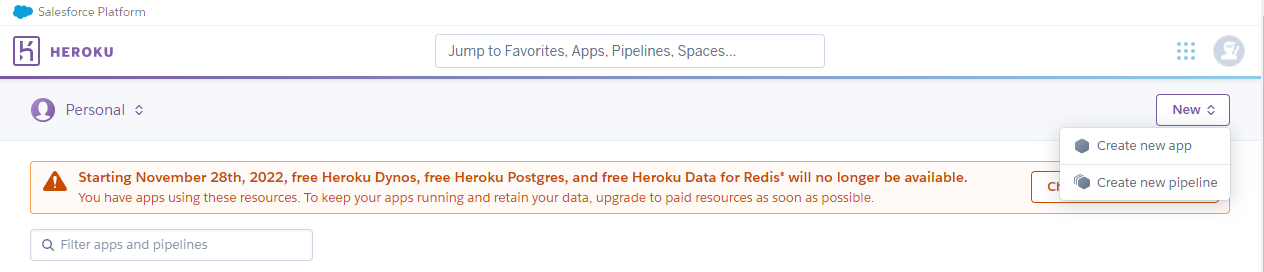 Salesforce Platform
HEROKU
Jump to Favorites, Apps, Pipelines, Spaces...
Personal
New
Create new app
Create new pipeline
Starting November 28th, 2022, free Heroku Dynos, free Heroku Postgres, and free Heroku Data for Redis® will no longer be available.
You have apps using these resources. To keep your apps running and retain your data, upgrade to paid resources as soon as possible.
Filter apps and pipelines